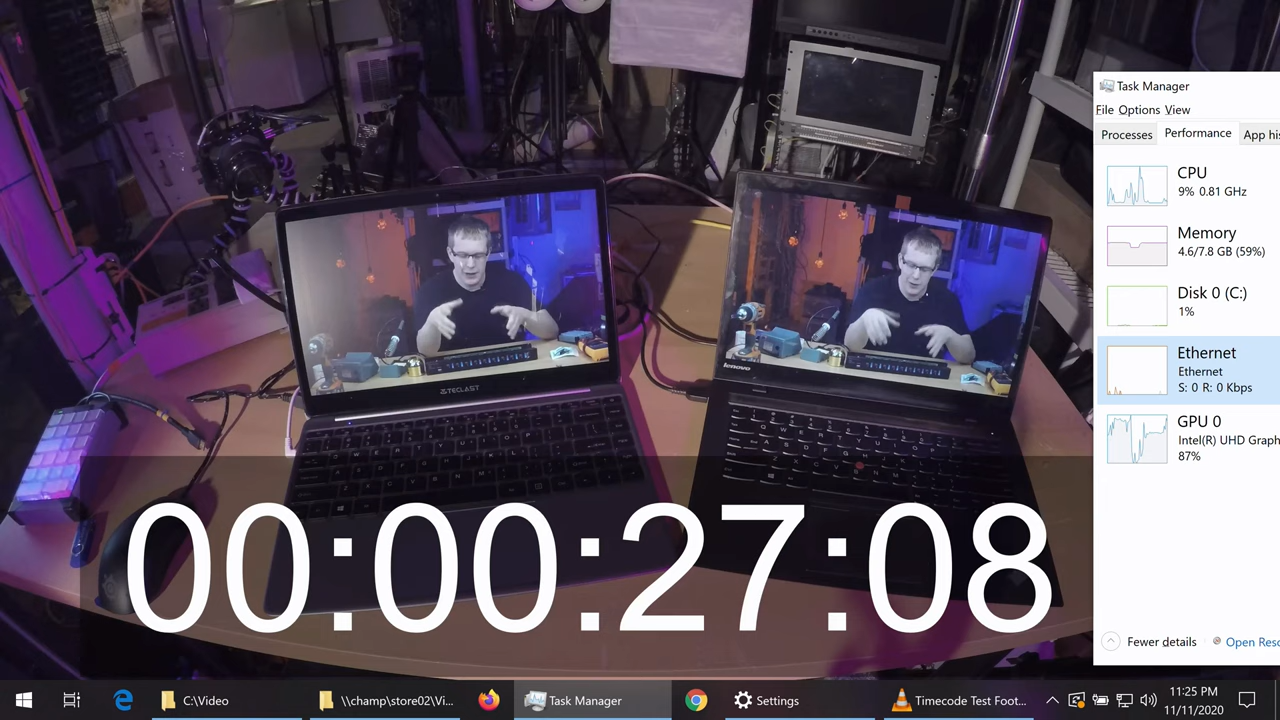 Task Manager
File Options View
Processes Performance App hi
CPU
9% 0.81 GHz
Memory
4.6/7.8 GB (59%)
Disk 0 (C:)
1%
Ethernet
Ethernet
S: 0 R: 0 Kbps
GPU 0
Intel(R) UHD Graph
87%
lenovo
TECLAST
00:00:27:08
Fewer details Open Reso
C:\Video
\\champ\store02\Vi...
Task Manager
Settings
Timecode Test Foot...
11:25 PM
11/11/2020